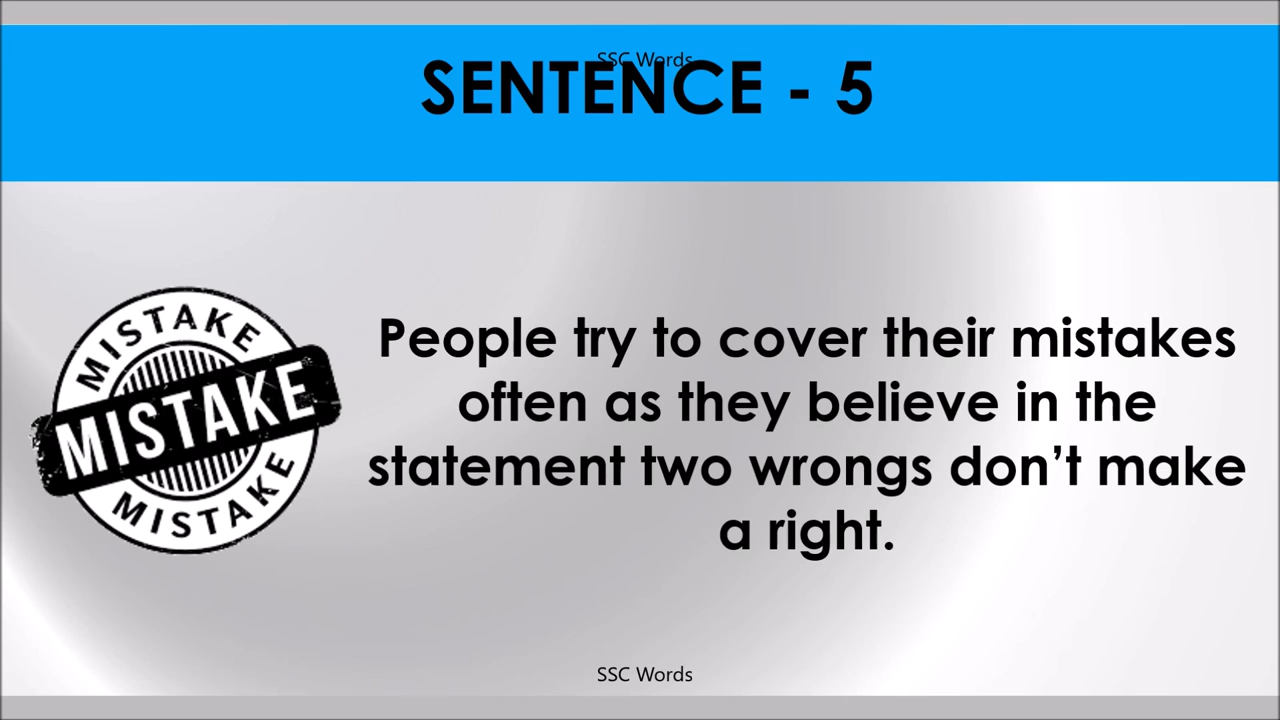 SSC Words
SENTENCE - 5
MISTAKE
MISTAKE
MISTAKE
People try to cover their mistakes
often as they believe in the
statement two wrongs don’t make
a right.
SSC Words